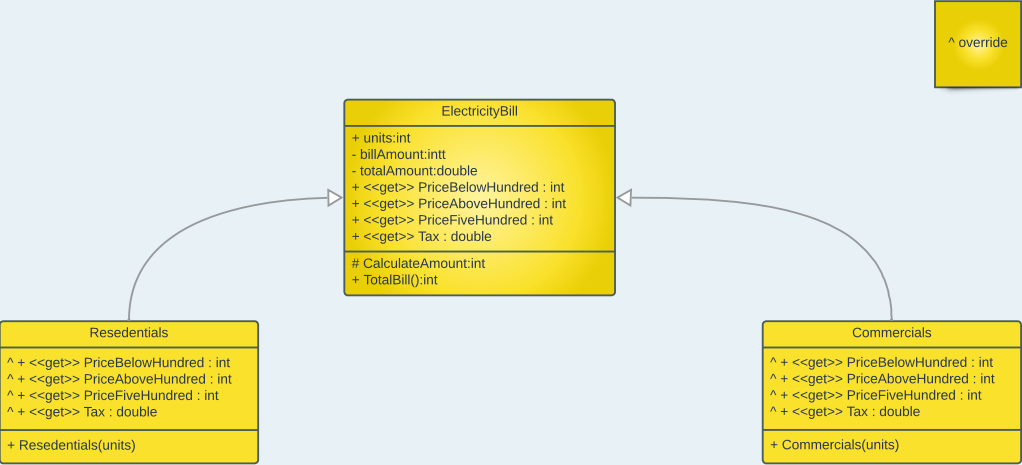 ^ override
ElectricityBill
+ units:int
- billAmount:intt
- totalAmount:double
+ <<get>> PriceBelowHundred : int
+ <<get>> PriceAboveHundred : int
+ <<get>> PriceFiveHundred : int
+ <<get>> Tax : double
# CalculateAmount:int
+ TotalBill():int
Resedentials
^ + <<get>> PriceBelowHundred : int
^ + <<get>> PriceAboveHundred : int
^ + <<get>> PriceFiveHundred : int
^ + <<get>> Tax : double
+ Resedentials(units)
Commercials
^ + <<get>> PriceBelowHundred : int
^ + <<get>> PriceAboveHundred : int
^ + <<get>> PriceFiveHundred : int
^ + <<get>> Tax : double
+ Commercials(units)